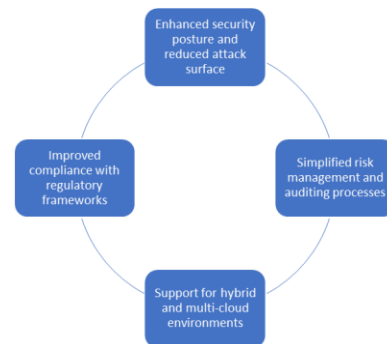 Enhanced security
posture and
reduced attack
surface
Simplified risk
management and
auditing processes
Support for hybrid
and multi-cloud
environments
Improved
compliance with
regulatory
frameworks